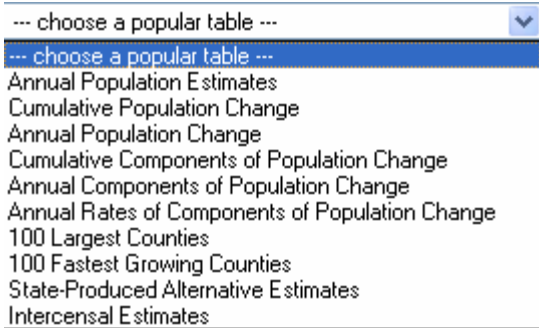 --- choose a popular table ---
--- choose a popular table ---
Annual Population Estimates
Cumulative Population Change
Annual Population Change
Cumulative Components of Population Change
Annual Components of Population Change
Annual Rates of Components of Population Change
100 Largest Counties
100 Fastest Growing Counties
State-Produced Alternative Estimates
Intercensal Estimates